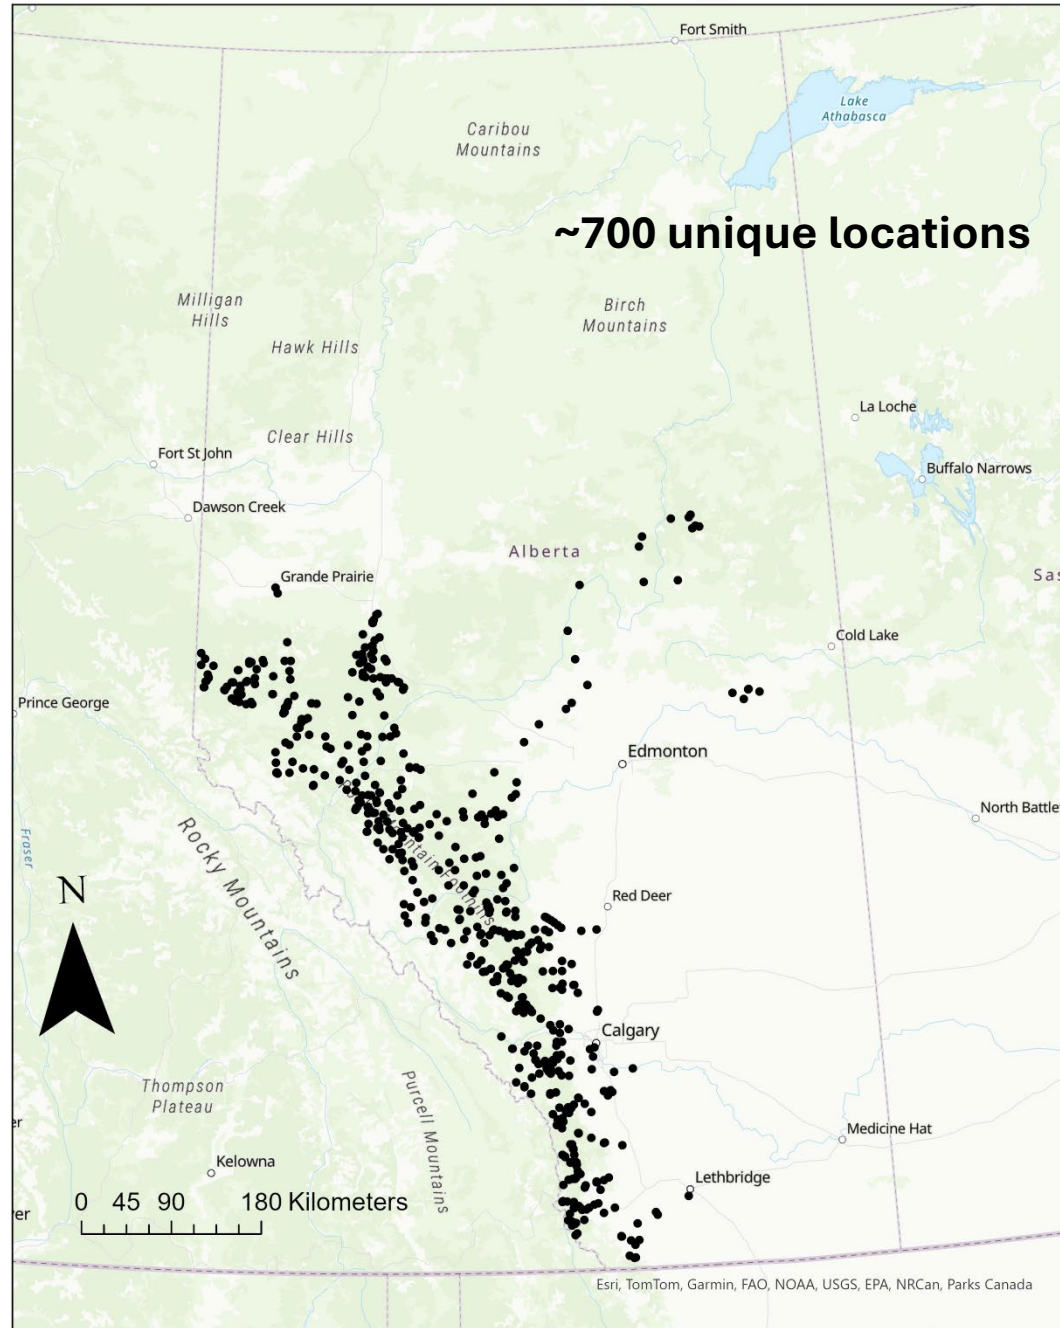 Fort Smith
Lake
Athabasca
Caribou
Mountains
~700 unique locations
Milligan
Hills
Birch
Mountains
Hawk Hills
La Loche
Clear Hills
Fort St John
Buffalo Narrows
Dawson Creek
Alberta
Grande Prairie
Sas
Cold Lake
Prince George
Edmonton
North Battle
Fraser
Rocky Mountains
ountain Foothills
Red Deer
N
Calgary
Thompson
Plateau
Purcell Mountains
er
Medicine Hat
Kelowna
Lethbridge
0 45 90 180 Kilometers
ver
Esri, TomTom, Garmin, FAO, NOAA, USGS, EPA, NRCan, Parks Canada